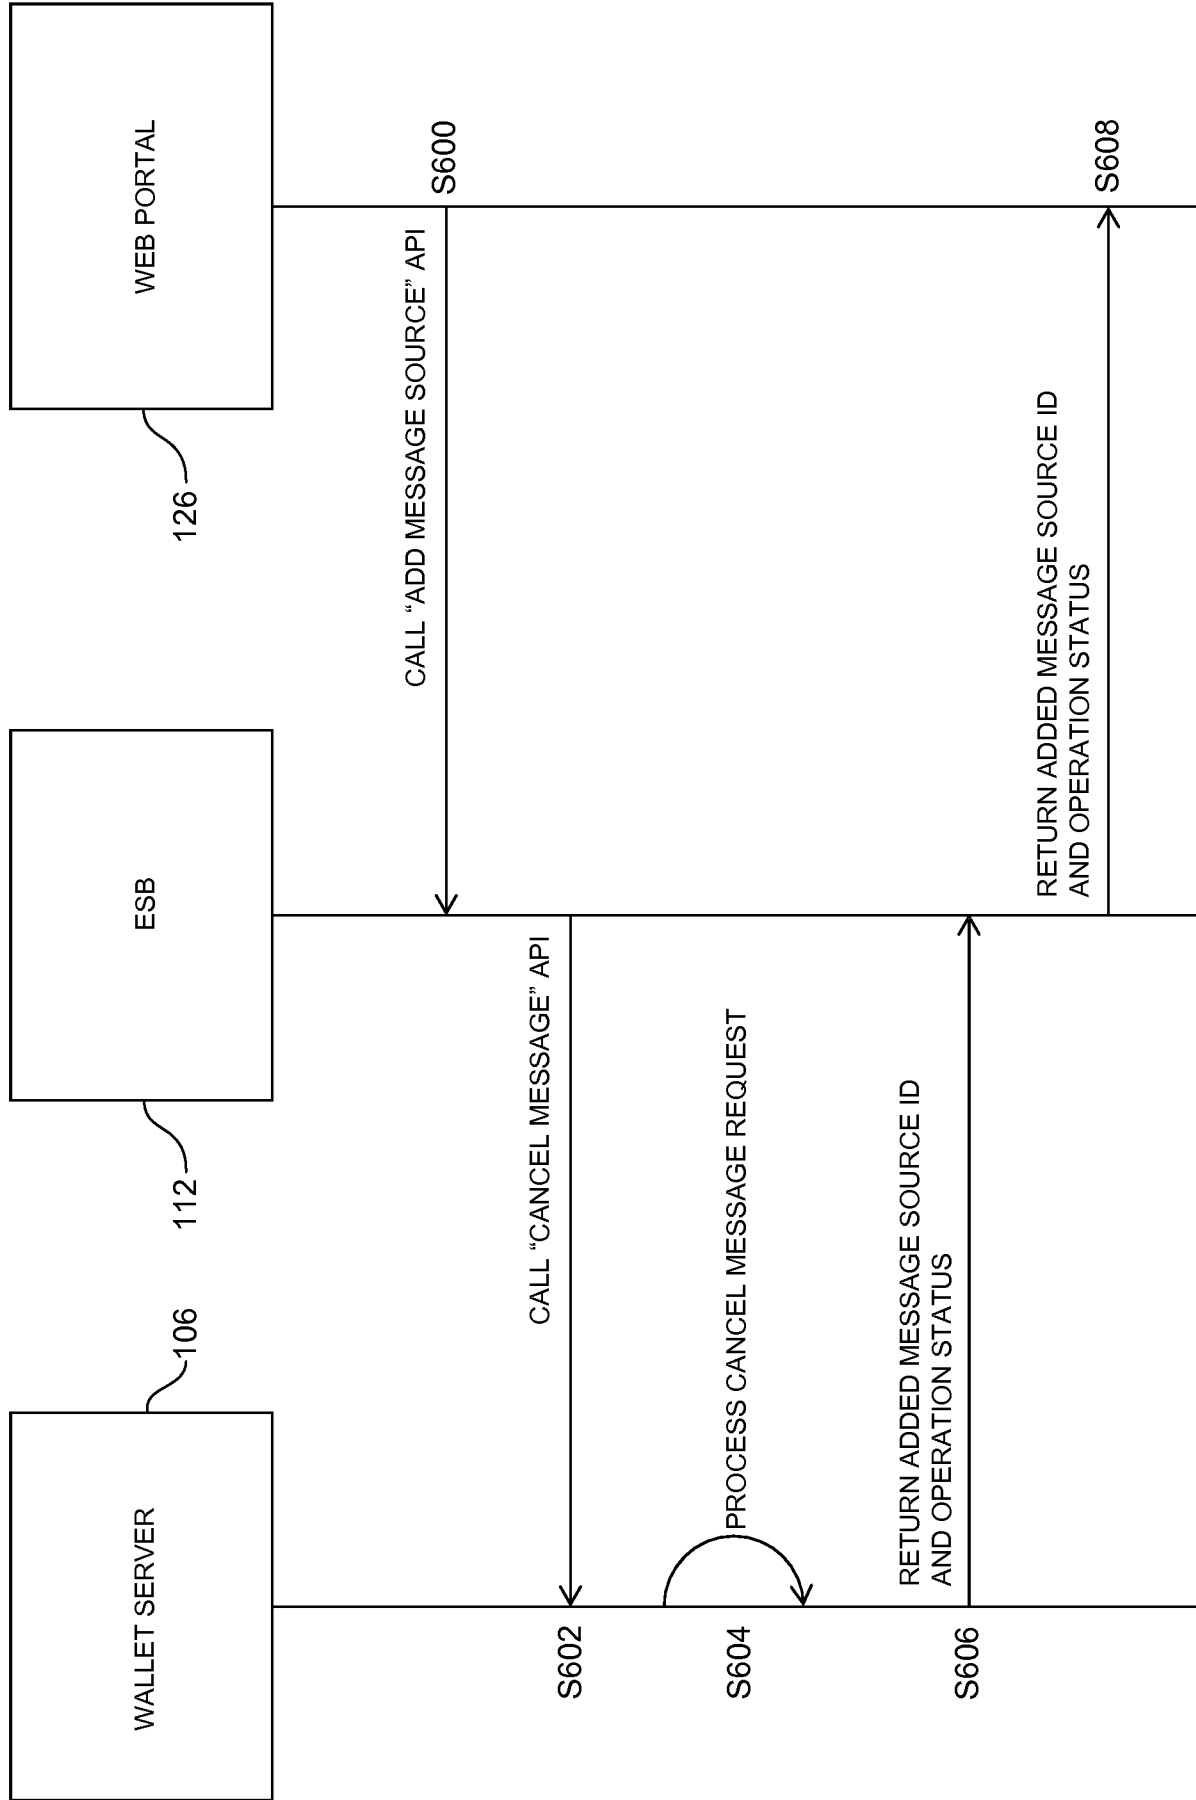 WALLET SERVER
106
ESB
112
WEB PORTAL
126
CALL “ADD MESSAGE SOURCE” API
S600
CALL “CANCEL MESSAGE” API
S602
PROCESS CANCEL MESSAGE REQUEST
S604
RETURN ADDED MESSAGE SOURCE ID
AND OPERATION STATUS
S606
RETURN ADDED MESSAGE SOURCE ID
AND OPERATION STATUS
S608